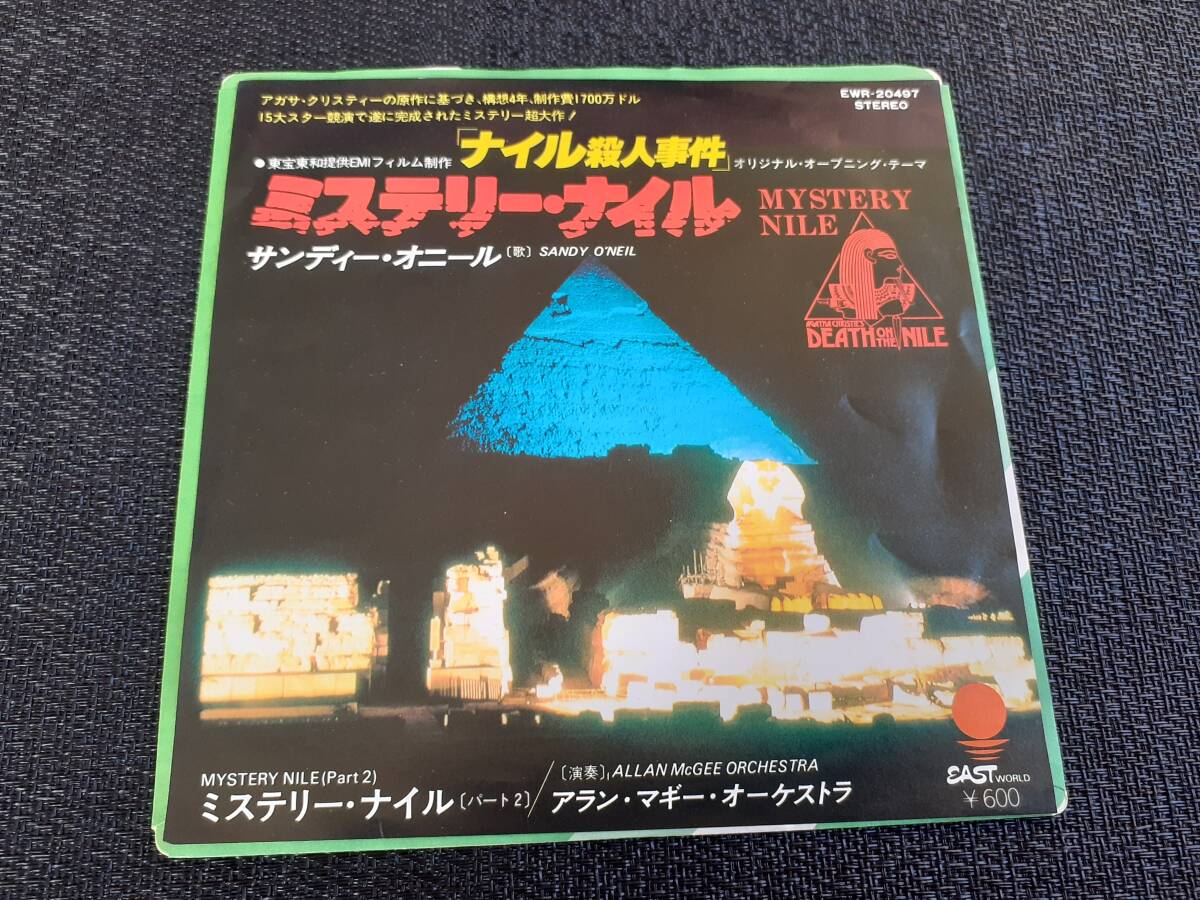 アガサ・クリスティーの原作に基づき、構想4年、制作費1700万ドル
15大スター競演で遂に完成されたミステリー超大作!
EWR-20497
STEREO
●東宝東和提供EMIフィルム制作「ナイル殺人事件」オリジナル・オープニング・テーマ
ミステリー・ナイル
MYSTERY
NILE
サンディー・オニール〔歌〕SANDY O'NEIL
AGATHA CHRISTIE'S
DEATH ON THE NILE
MYSTERY NILE (Part 2)
ミステリー・ナイル〔パート2〕
〔演奏〕ALLAN McGEE ORCHESTRA
アラン・マギー・オーケストラ
EAST WORLD
¥600